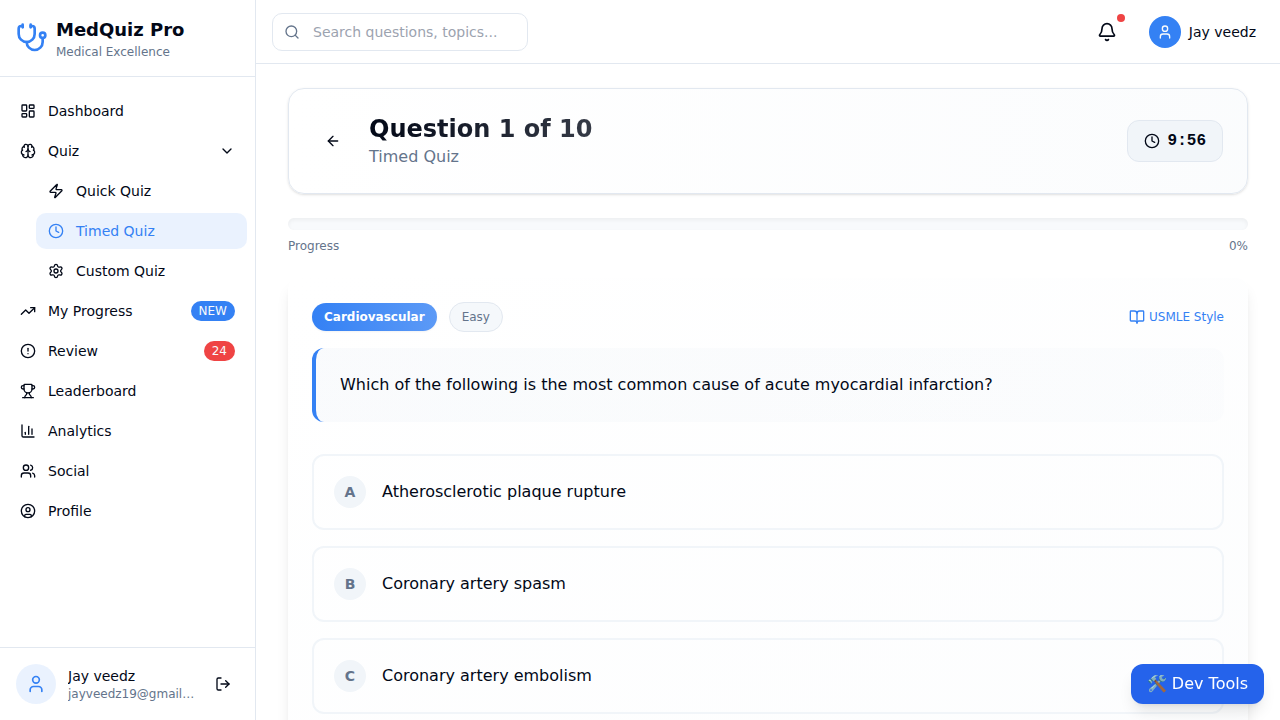 MedQuiz Pro
Medical Excellence
Dashboard
Quiz
Quick Quiz
Timed Quiz
Custom Quiz
My Progress NEW
Review 24
Leaderboard
Analytics
Social
Profile
Jay veedz
jayveedz19@gmail...
Search questions, topics...
Jay veedz
Question 1 of 10
Timed Quiz
9:56
Progress 0%
Cardiovascular Easy USMLE Style
Which of the following is the most common cause of acute myocardial infarction?
A Atherosclerotic plaque rupture
B Coronary artery spasm
C Coronary artery embolism
🛠️ Dev Tools